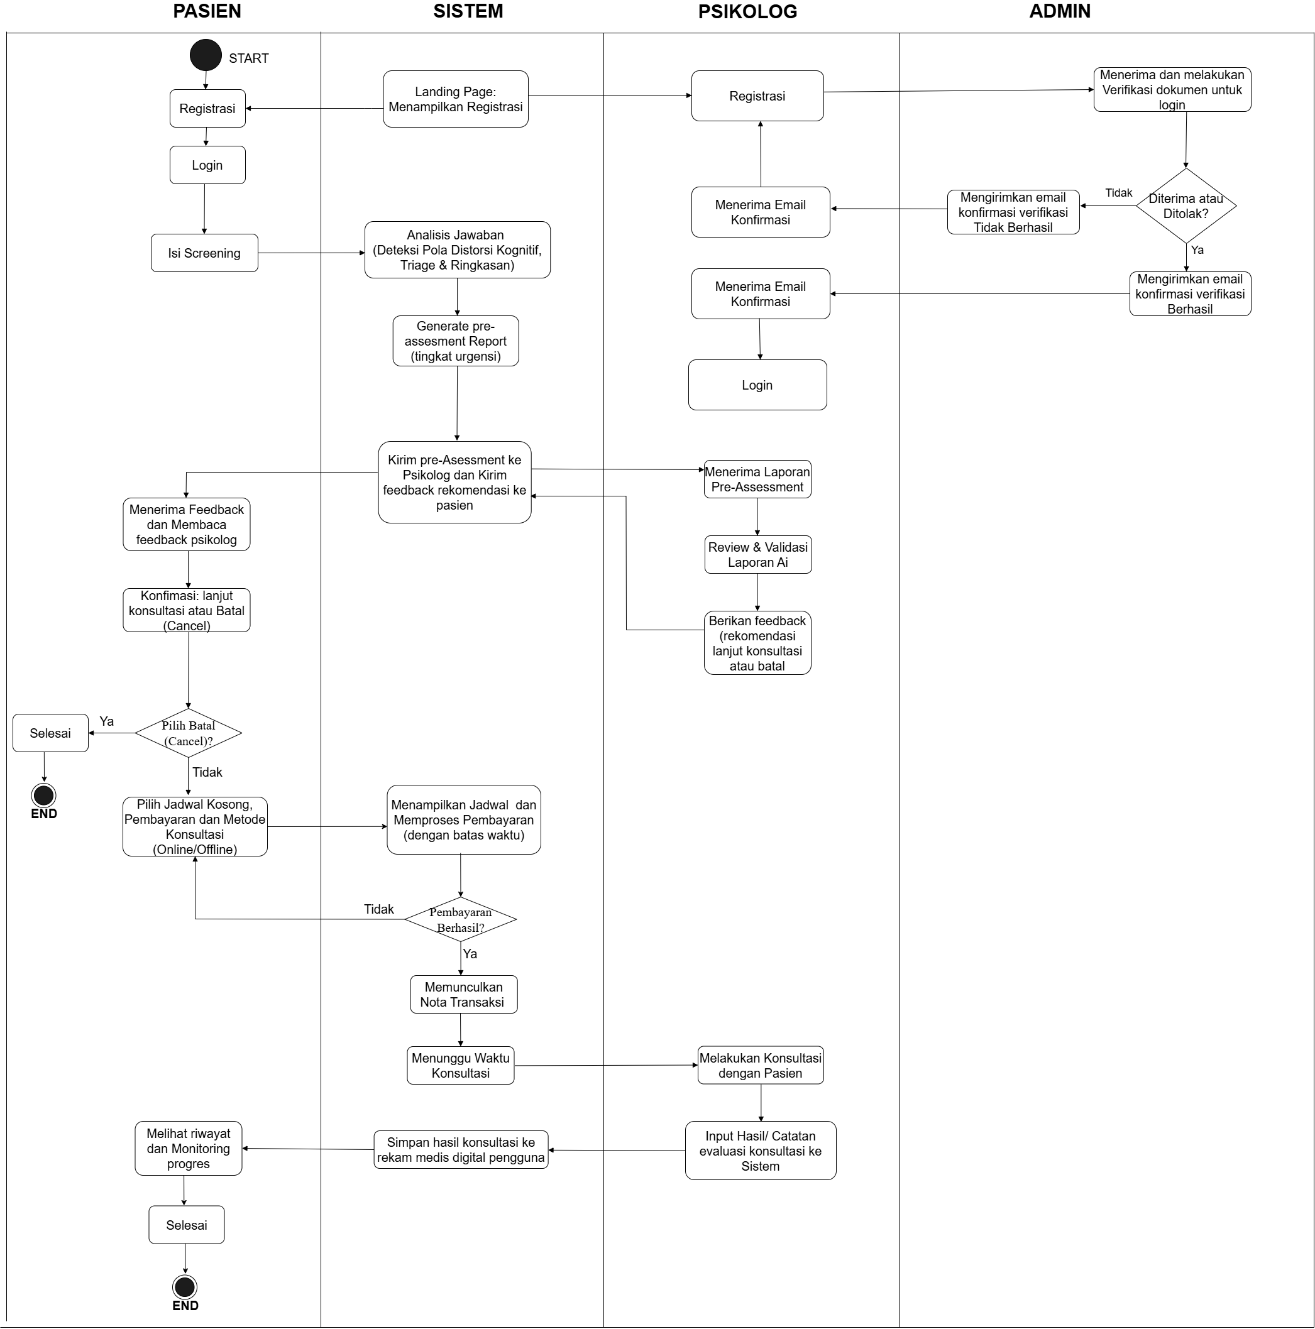 PASIEN
SISTEM
PSIKOLOG
ADMIN
START
Registrasi
Landing Page:
Menampilkan Registrasi
Registrasi
Menerima dan melakukan
Verifikasi dokumen untuk
login
Login
Menerima Email
Konfirmasi
Mengirimkan email
konfirmasi verifikasi
Tidak Berhasil
Tidak
Diterima atau
Ditolak?
Ya
Isi Screening
Analisis Jawaban
(Deteksi Pola Distorsi Kognitif,
Triage & Ringkasan)
Menerima Email
Konfirmasi
Mengirimkan email
konfirmasi verifikasi
Berhasil
Generate pre-
assesment Report
(tingkat urgensi)
Login
Kirim pre-Asessment ke
Psikolog dan Kirim
feedback rekomendasi ke
pasien
Menerima Laporan
Pre-Assessment
Menerima Feedback
dan Membaca
feedback psikolog
Review & Validasi
Laporan Ai
Konfimasi: lanjut
konsultasi atau Batal
(Cancel)
Berikan feedback
(rekomendasi
lanjut konsultasi
atau batal
Selesai
Ya
Pilih Batal
(Cancel)?
Tidak
END
Pilih Jadwal Kosong,
Pembayaran dan Metode
Konsultasi
(Online/Offline)
Menampilkan Jadwal  dan
Memproses Pembayaran
(dengan batas waktu)
Tidak
Pembayaran
Berhasil?
Ya
Memunculkan
Nota Transaksi
Menunggu Waktu
Konsultasi
Melakukan Konsultasi
dengan Pasien
Melihat riwayat
dan Monitoring
progres
Simpan hasil konsultasi ke
rekam medis digital pengguna
Input Hasil/ Catatan
evaluasi konsultasi ke
Sistem
Selesai
END